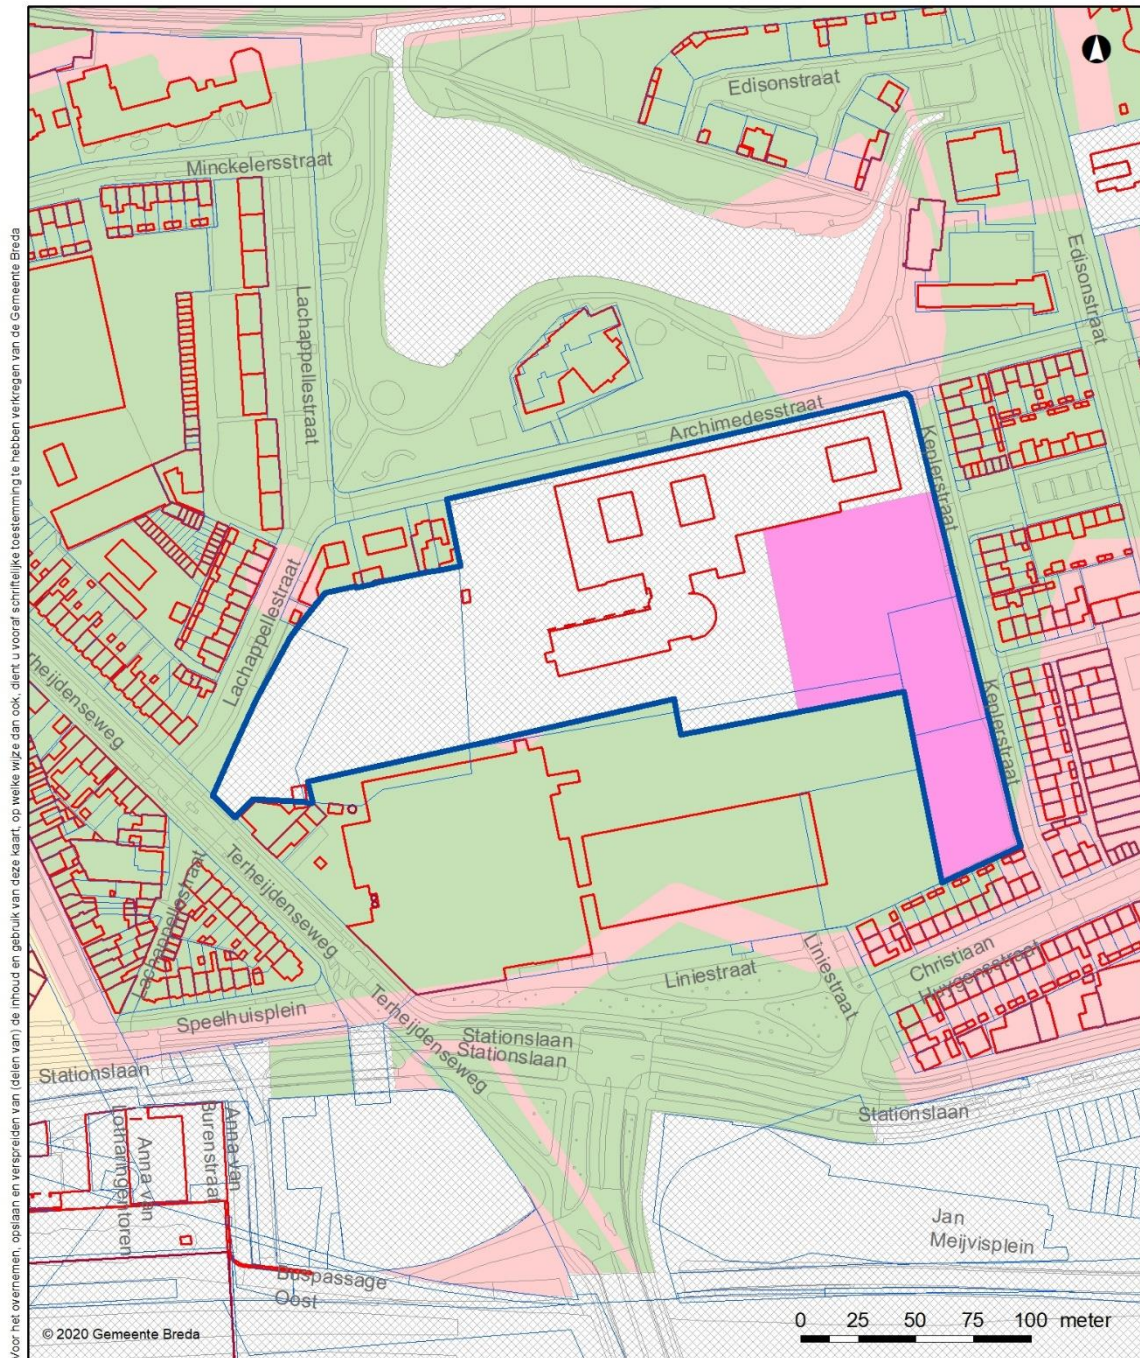 Edisonstraat
Minckelersstraat
Edisonstraat
Lachappellestraat
Archimedesstraat
Keplerstraat
Lachappellestraat
Terheijdenseweg
Keplerstraat
Lachappellestraat
Terheijdenseweg
Liniestraat
Liniestraat
Christiaan
Huygensstraat
Speelhuisplein
Terheijdenseweg
Stationslaan
Stationslaan
Stationslaan
Stationslaan
Anna van
Lotharingentoren
Anna van
Burenstraat
Jan
Meijvisplein
Buspassage
Oost
0 25 50 75 100 meter
© 2020 Gemeente Breda
Voor het overnemen, opslaan en verspreiden van (delen van) de inhoud en gebruik van deze kaart, op welke wijze dan ook, dient u vooraf schriftelijke toestemming te hebben verkregen van de Gemeente Breda